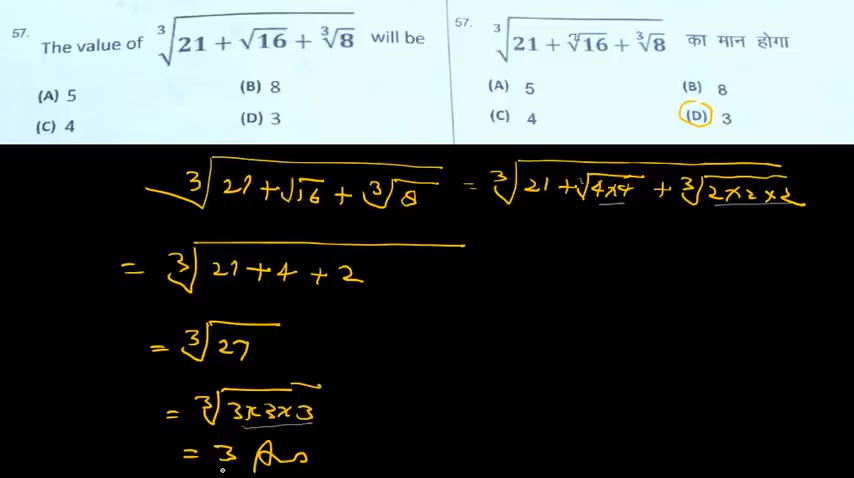 57. The value of ∛(21 + √16 + ∛8) will be
(A) 5 (B) 8
(C) 4 (D) 3
57. ∛(21 + ∛16 + ∛8) का मान होगा
(A) 5 (B) 8
(C) 4 (D) 3
∛(21 + √16 + ∛8) = ∛(21 + √(4×4) + ∛(2×2×2))
= ∛(21 + 4 + 2)
= ∛27
= ∛(3×3×3)
= 3 Ans